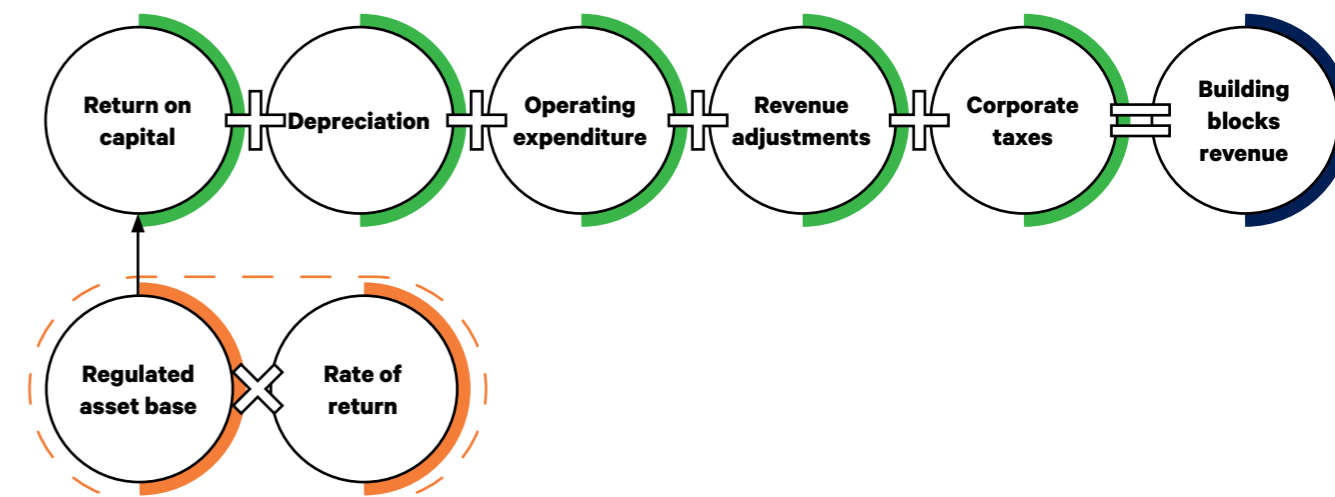 Return on
capital
Depreciation
Operating
expenditure
Revenue
adjustments
Corporate
taxes
Building
blocks
revenue
Regulated
asset base
Rate of
return